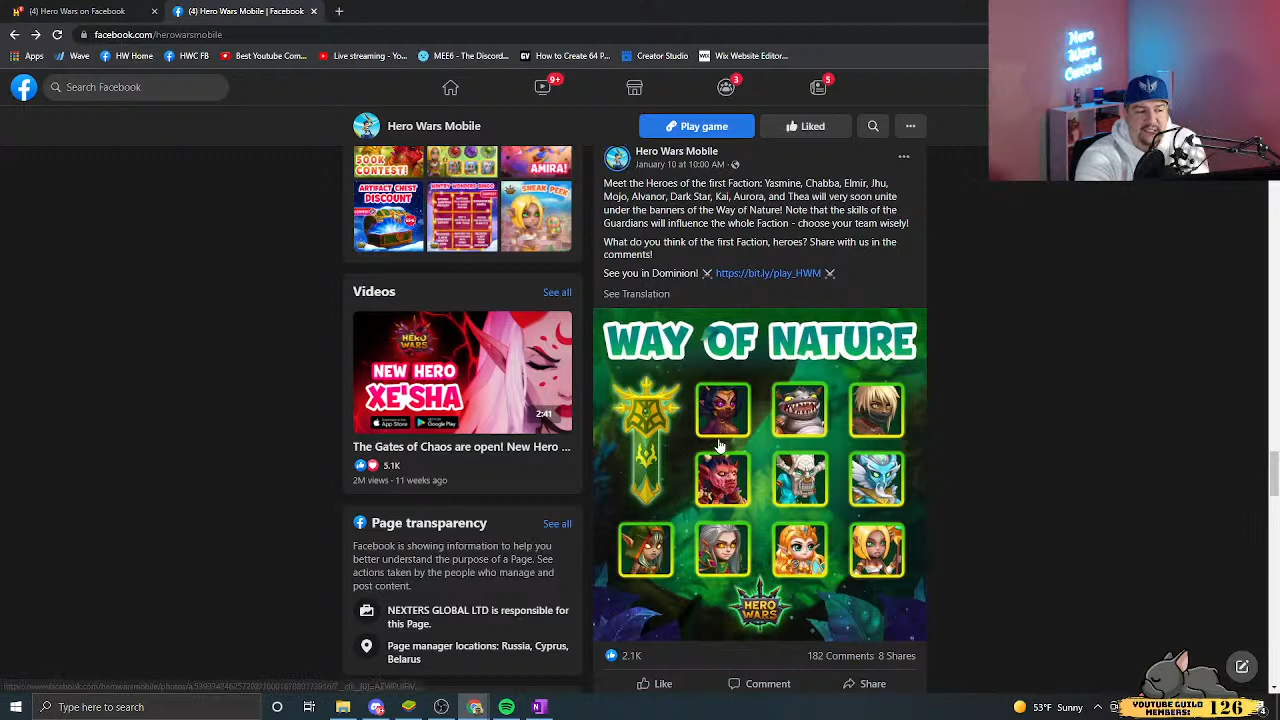 (4) Hero Wars on Facebook
(4) Hero Wars Mobile | Facebook
facebook.com/herowarsmobile
Apps
Wave
HW Home
HWC FB
Best Youtube Com...
Live streaming - Yo...
MEE6 - The Discord...
How to Create 64 P...
Creator Studio
Wix Website Editor...
Search Facebook
9+
3
5
Hero Wars Mobile
Play game
Liked
Hero Wars Central
500K CONTEST!
AMIRA!
ARTIFACT CHEST DISCOUNT
WINTRY WONDERS BINGO
SNEAK PEEK
Hero Wars Mobile
January 10 at 10:00 AM
Meet the Heroes of the first Faction: Yasmine, Chabba, Elmir, Jhu,
Mojo, Alvanor, Dark Star, Kai, Aurora, and Thea will very soon unite
under the banners of the Way of Nature! Note that the skills of the
Guardians will influence the whole Faction - choose your team wisely!
What do you think of the first Faction, heroes? Share with us in the
comments!
See you in Dominion! https://bit.ly/play_HWM
See Translation
Videos
See all
HERO WARS
NEW HERO
XE'SHA
App Store
Google Play
2:41
The Gates of Chaos are open! New Hero ...
5.1K
2M views · 11 weeks ago
Page transparency
See all
Facebook is showing information to help you
better understand the purpose of a Page. See
actions taken by the people who manage and
post content.
NEXTERS GLOBAL LTD is responsible for
this Page.
Page manager locations: Russia, Cyprus,
Belarus
WAY OF NATURE
HERO WARS
2.1K
182 Comments 8 Shares
Like
Comment
Share
Type here to search
53°F Sunny
YOUTUBE GUILD
MEMBERS:
126